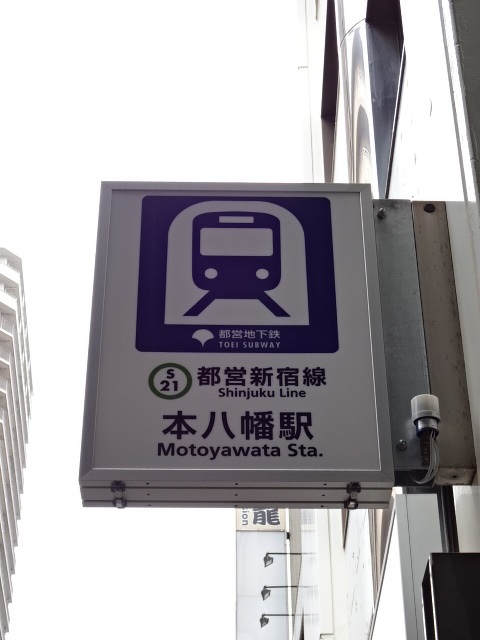 都営地下鉄
TOEI SUBWAY
S
21
都営新宿線
Shinjuku Line
本八幡駅
Motoyawata Sta.
龍